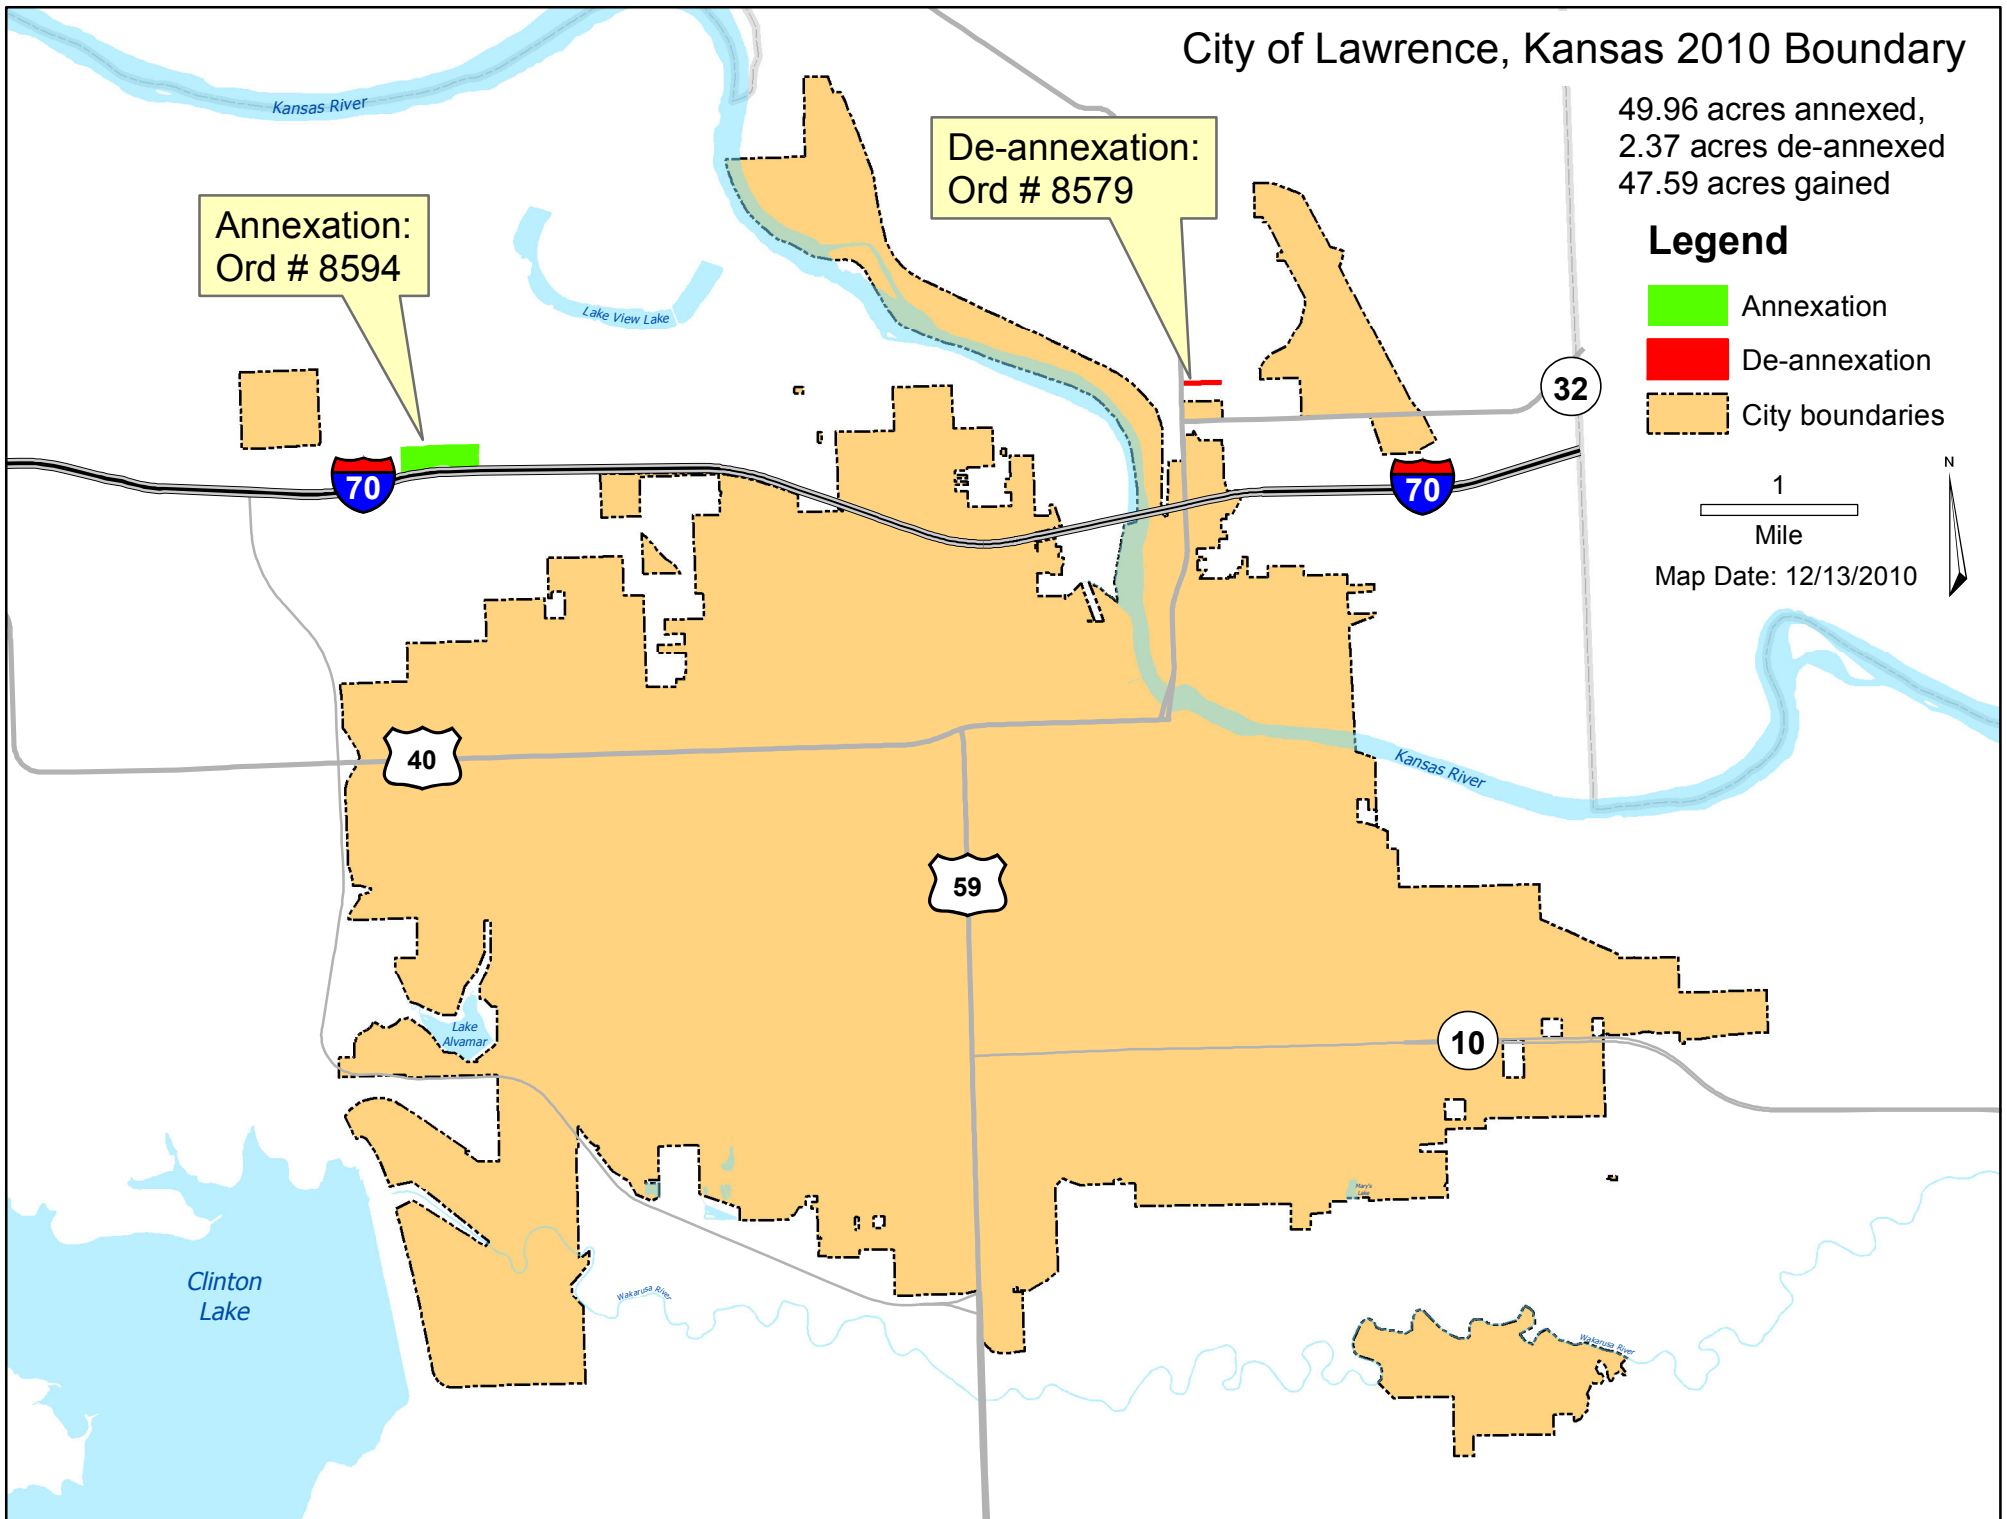 City of Lawrence, Kansas 2010 Boundary
49.96 acres annexed,
2.37 acres de-annexed
47.59 acres gained
Legend
Annexation
De-annexation
City boundaries
1
Mile
N
Map Date: 12/13/2010
Kansas River
De-annexation:
Ord # 8579
Annexation:
Ord # 8594
Lake View Lake
32
70
70
40
Kansas River
59
Lake
Alvamar
10
Mary's
Lake
Clinton
Lake
Wakarusa River
Wakarusa River